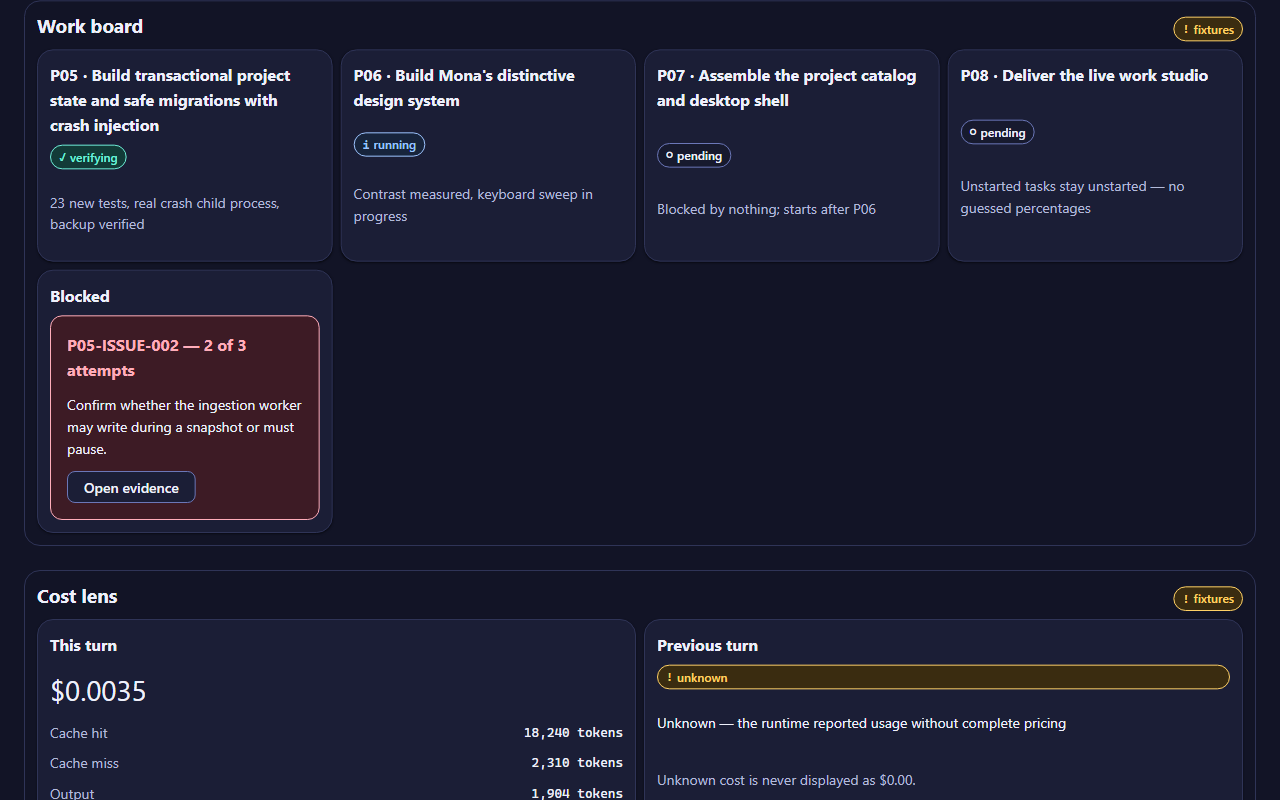 Work board
! fixtures
P05 · Build transactional project
state and safe migrations with
crash injection
✓ verifying
23 new tests, real crash child process,
backup verified
P06 · Build Mona's distinctive
design system
i running
Contrast measured, keyboard sweep in
progress
P07 · Assemble the project catalog
and desktop shell
pending
Blocked by nothing; starts after P06
P08 · Deliver the live work studio
pending
Unstarted tasks stay unstarted — no
guessed percentages
Blocked
P05-ISSUE-002 — 2 of 3
attempts
Confirm whether the ingestion worker
may write during a snapshot or must
pause.
Open evidence
Cost lens
! fixtures
This turn
$0.0035
Cache hit 18,240 tokens
Cache miss 2,310 tokens
Output 1,904 tokens
Previous turn
! unknown
Unknown — the runtime reported usage without complete pricing
Unknown cost is never displayed as $0.00.